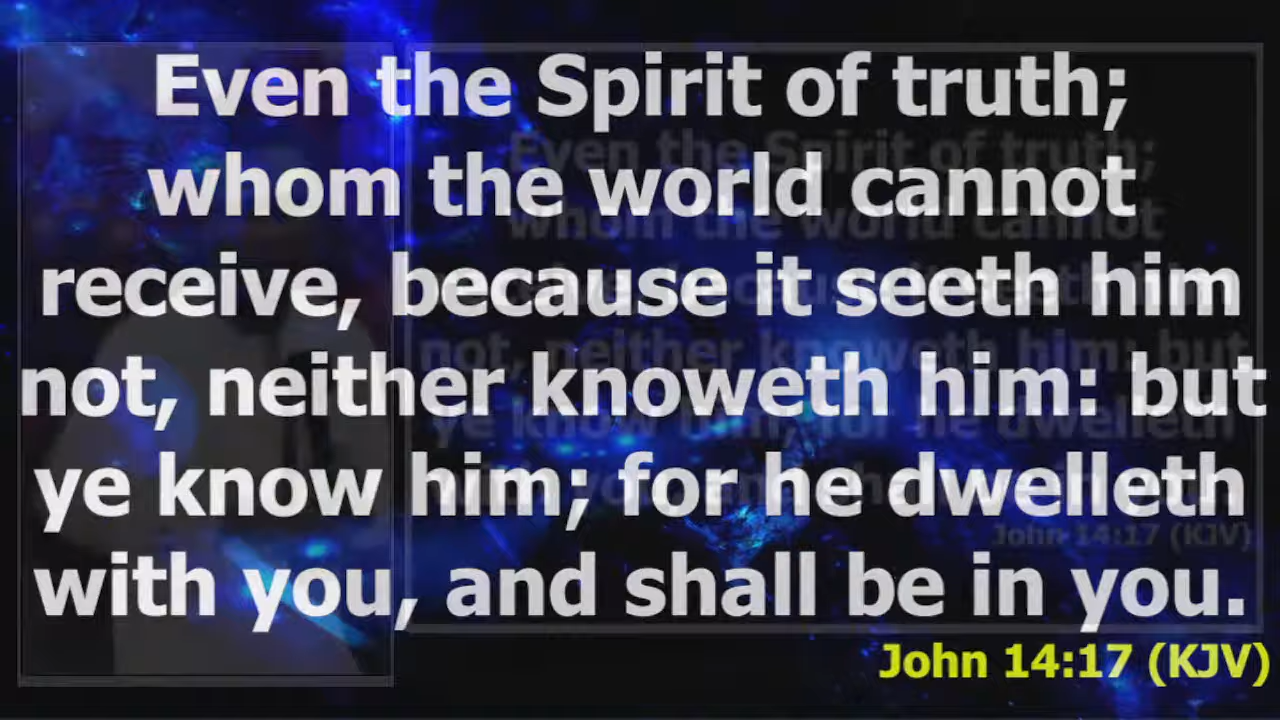 Even the Spirit of truth;
whom the world cannot
receive, because it seeth him
not, neither knoweth him: but
ye know him; for he dwelleth
with you, and shall be in you.
John 14:17 (KJV)